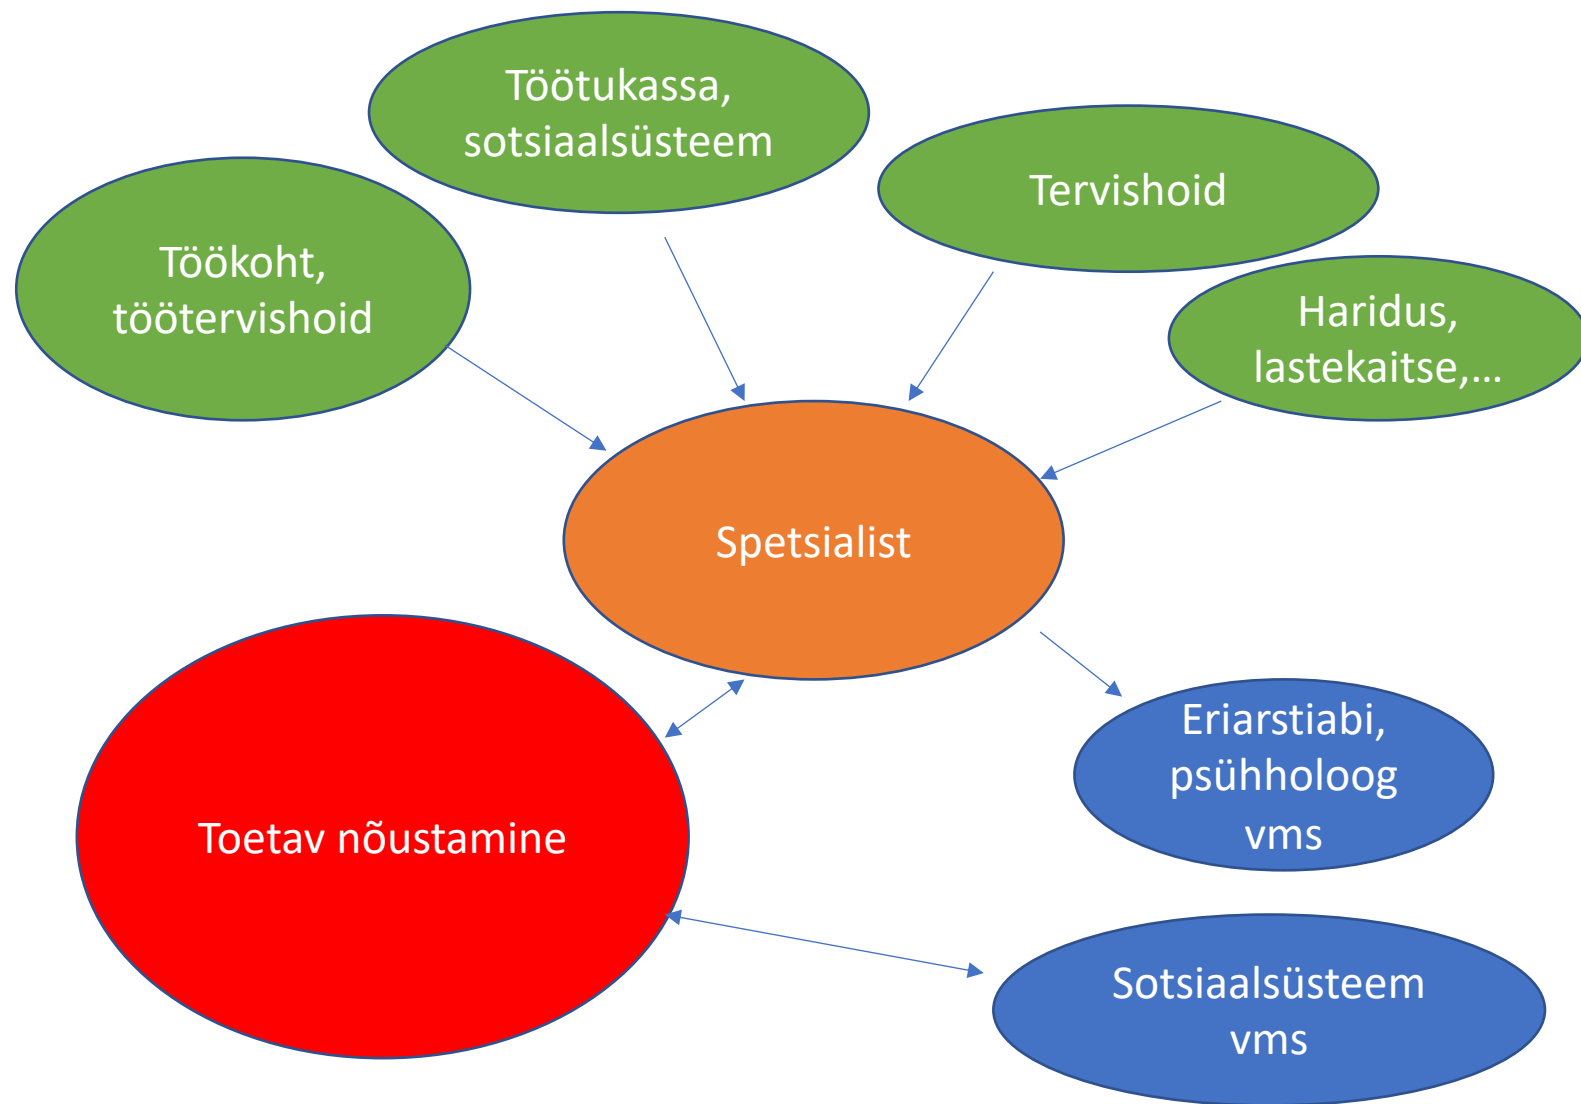 Töötukassa,
sotsiaalsüsteem
Tervishoid
Töökoht,
töötervishoid
Haridus,
lastekaitse,...
Spetsialist
Eriarstiabi,
psühholoog
vms
Toetav nõustamine
Sotsiaalsüsteem
vms